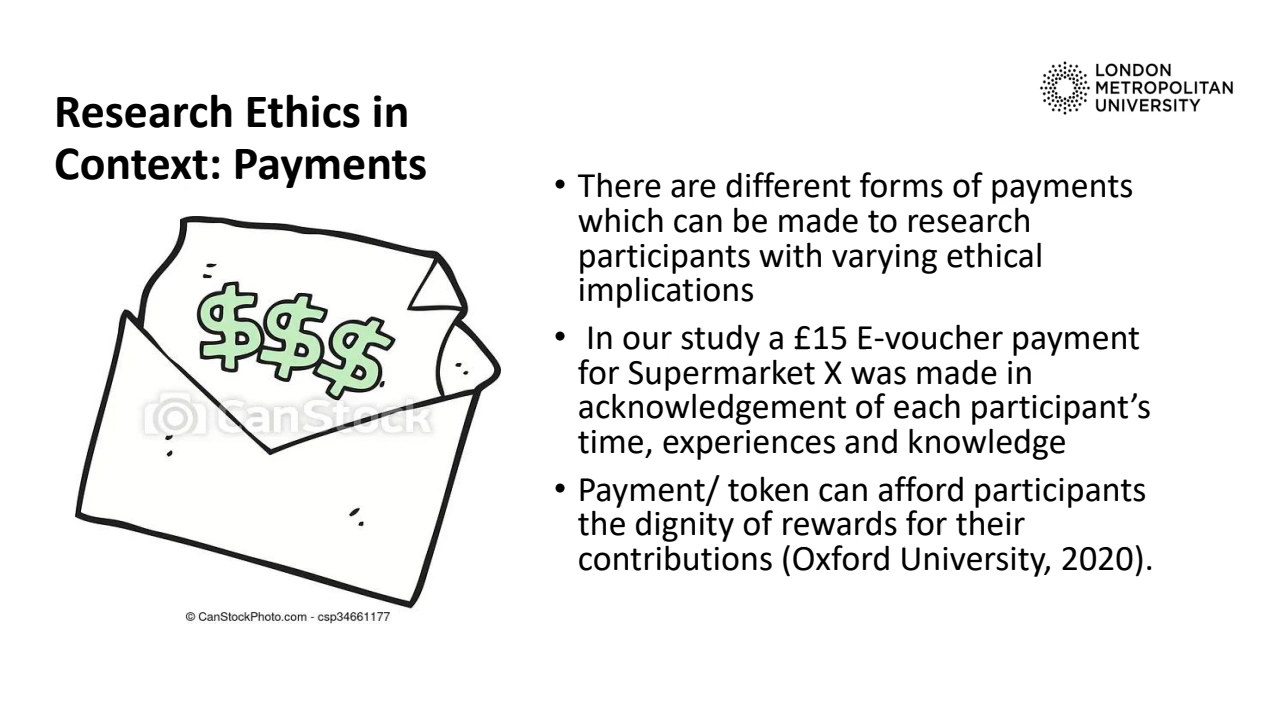 LONDON
METROPOLITAN
UNIVERSITY
Research Ethics in
Context: Payments
• There are different forms of payments
which can be made to research
participants with varying ethical
implications
• In our study a £15 E-voucher payment
for Supermarket X was made in
acknowledgement of each participant’s
time, experiences and knowledge
• Payment/ token can afford participants
the dignity of rewards for their
contributions (Oxford University, 2020).
$$$
CanStock
© CanStockPhoto.com - csp34661177